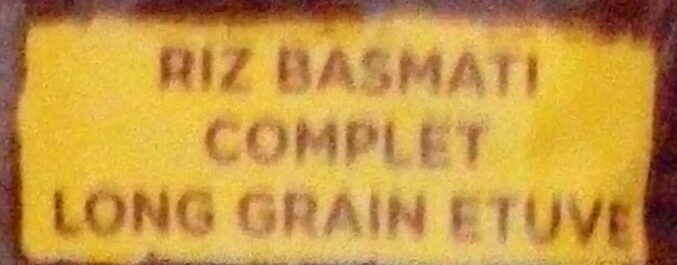 RIZ BASMATI
COMPLET
LONG GRAIN ETUVE